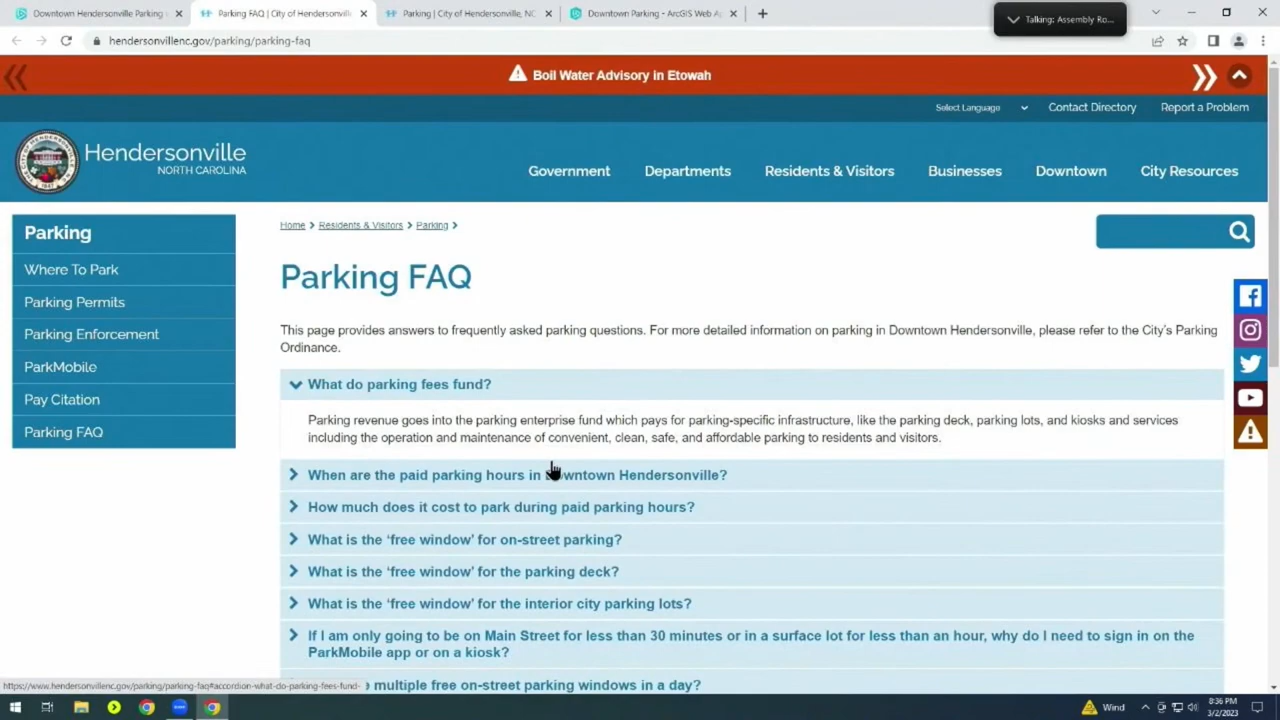 Downtown Hendersonville Parking
Parking FAQ | City of Hendersonvill
Parking | City of Hendersonville, NC
Downtown Parking - ArcGIS Web A
Talking: Assembly Ro...
hendersonvillenc.gov/parking/parking-faq
Boil Water Advisory in Etowah
Select Language
Contact Directory
Report a Problem
Hendersonville
NORTH CAROLINA
Government
Departments
Residents & Visitors
Businesses
Downtown
City Resources
Parking
Where To Park
Parking Permits
Parking Enforcement
ParkMobile
Pay Citation
Parking FAQ
Home
Residents & Visitors
Parking
Parking FAQ
This page provides answers to frequently asked parking questions. For more detailed information on parking in Downtown Hendersonville, please refer to the City's Parking
Ordinance.
What do parking fees fund?
Parking revenue goes into the parking enterprise fund which pays for parking-specific infrastructure, like the parking deck, parking lots, and kiosks and services
including the operation and maintenance of convenient, clean, safe, and affordable parking to residents and visitors.
When are the paid parking hours in Downtown Hendersonville?
How much does it cost to park during paid parking hours?
What is the ‘free window’ for on-street parking?
What is the ‘free window’ for the parking deck?
What is the ‘free window’ for the interior city parking lots?
If I am only going to be on Main Street for less than 30 minutes or in a surface lot for less than an hour, why do I need to sign in on the
ParkMobile app or on a kiosk?
multiple free on-street parking windows in a day?
https://www.hendersonvillenc.gov/parking/parking-faq#accordion-what-do-parking-fees-fund-
Wind
8:36 PM
3/2/2023